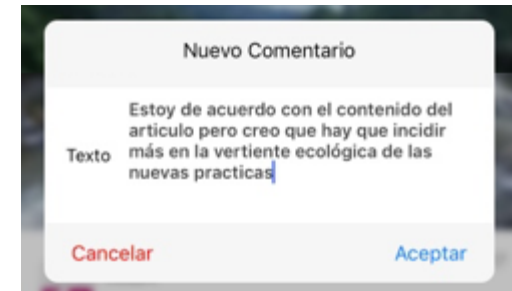 Nuevo Comentario
Texto
Estoy de acuerdo con el contenido del
articulo pero creo que hay que incidir
más en la vertiente ecológica de las
nuevas practicas
Cancelar
Aceptar